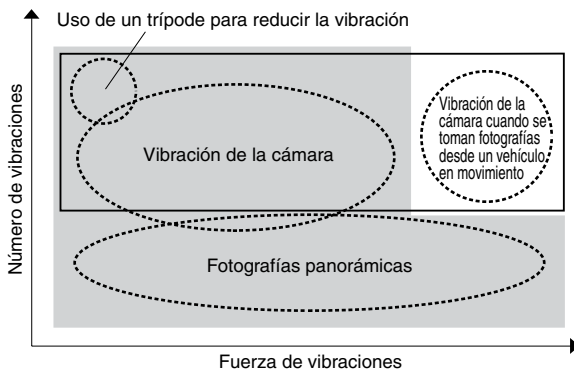 Uso de un trípode para reducir la vibración
Número de vibraciones
Vibración de la cámara
Vibración de la
cámara cuando se
toman fotografías
desde un vehículo
en movimiento
Fotografías panorámicas
Fuerza de vibraciones